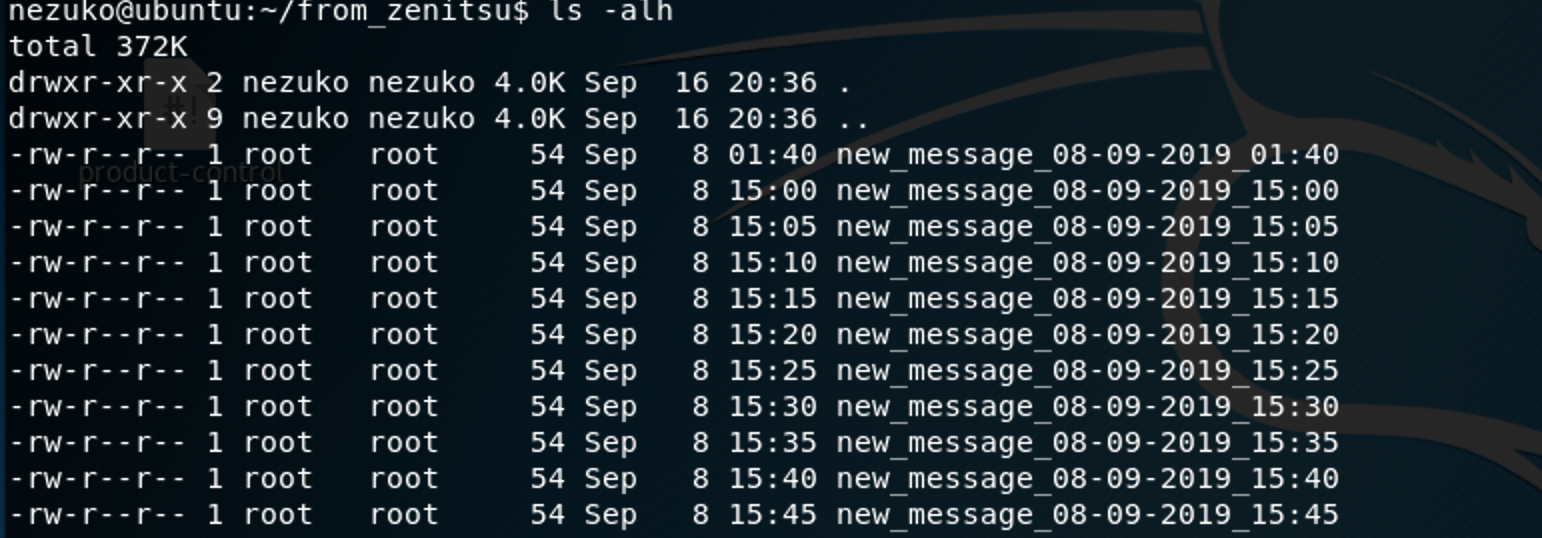 nezuko@ubuntu:~/from_zenitsu$ ls -alh
total 372K
drwxr-xr-x 2 nezuko nezuko 4.0K Sep  16 20:36 .
drwxr-xr-x 9 nezuko nezuko 4.0K Sep  16 20:36 ..
-rw-r--r-- 1 root   root     54 Sep   8 01:40 new_message_08-09-2019_01:40
product-control
-rw-r--r-- 1 root   root     54 Sep   8 15:00 new_message_08-09-2019_15:00
-rw-r--r-- 1 root   root     54 Sep   8 15:05 new_message_08-09-2019_15:05
-rw-r--r-- 1 root   root     54 Sep   8 15:10 new_message_08-09-2019_15:10
-rw-r--r-- 1 root   root     54 Sep   8 15:15 new_message_08-09-2019_15:15
-rw-r--r-- 1 root   root     54 Sep   8 15:20 new_message_08-09-2019_15:20
-rw-r--r-- 1 root   root     54 Sep   8 15:25 new_message_08-09-2019_15:25
-rw-r--r-- 1 root   root     54 Sep   8 15:30 new_message_08-09-2019_15:30
-rw-r--r-- 1 root   root     54 Sep   8 15:35 new_message_08-09-2019_15:35
-rw-r--r-- 1 root   root     54 Sep   8 15:40 new_message_08-09-2019_15:40
-rw-r--r-- 1 root   root     54 Sep   8 15:45 new_message_08-09-2019_15:45